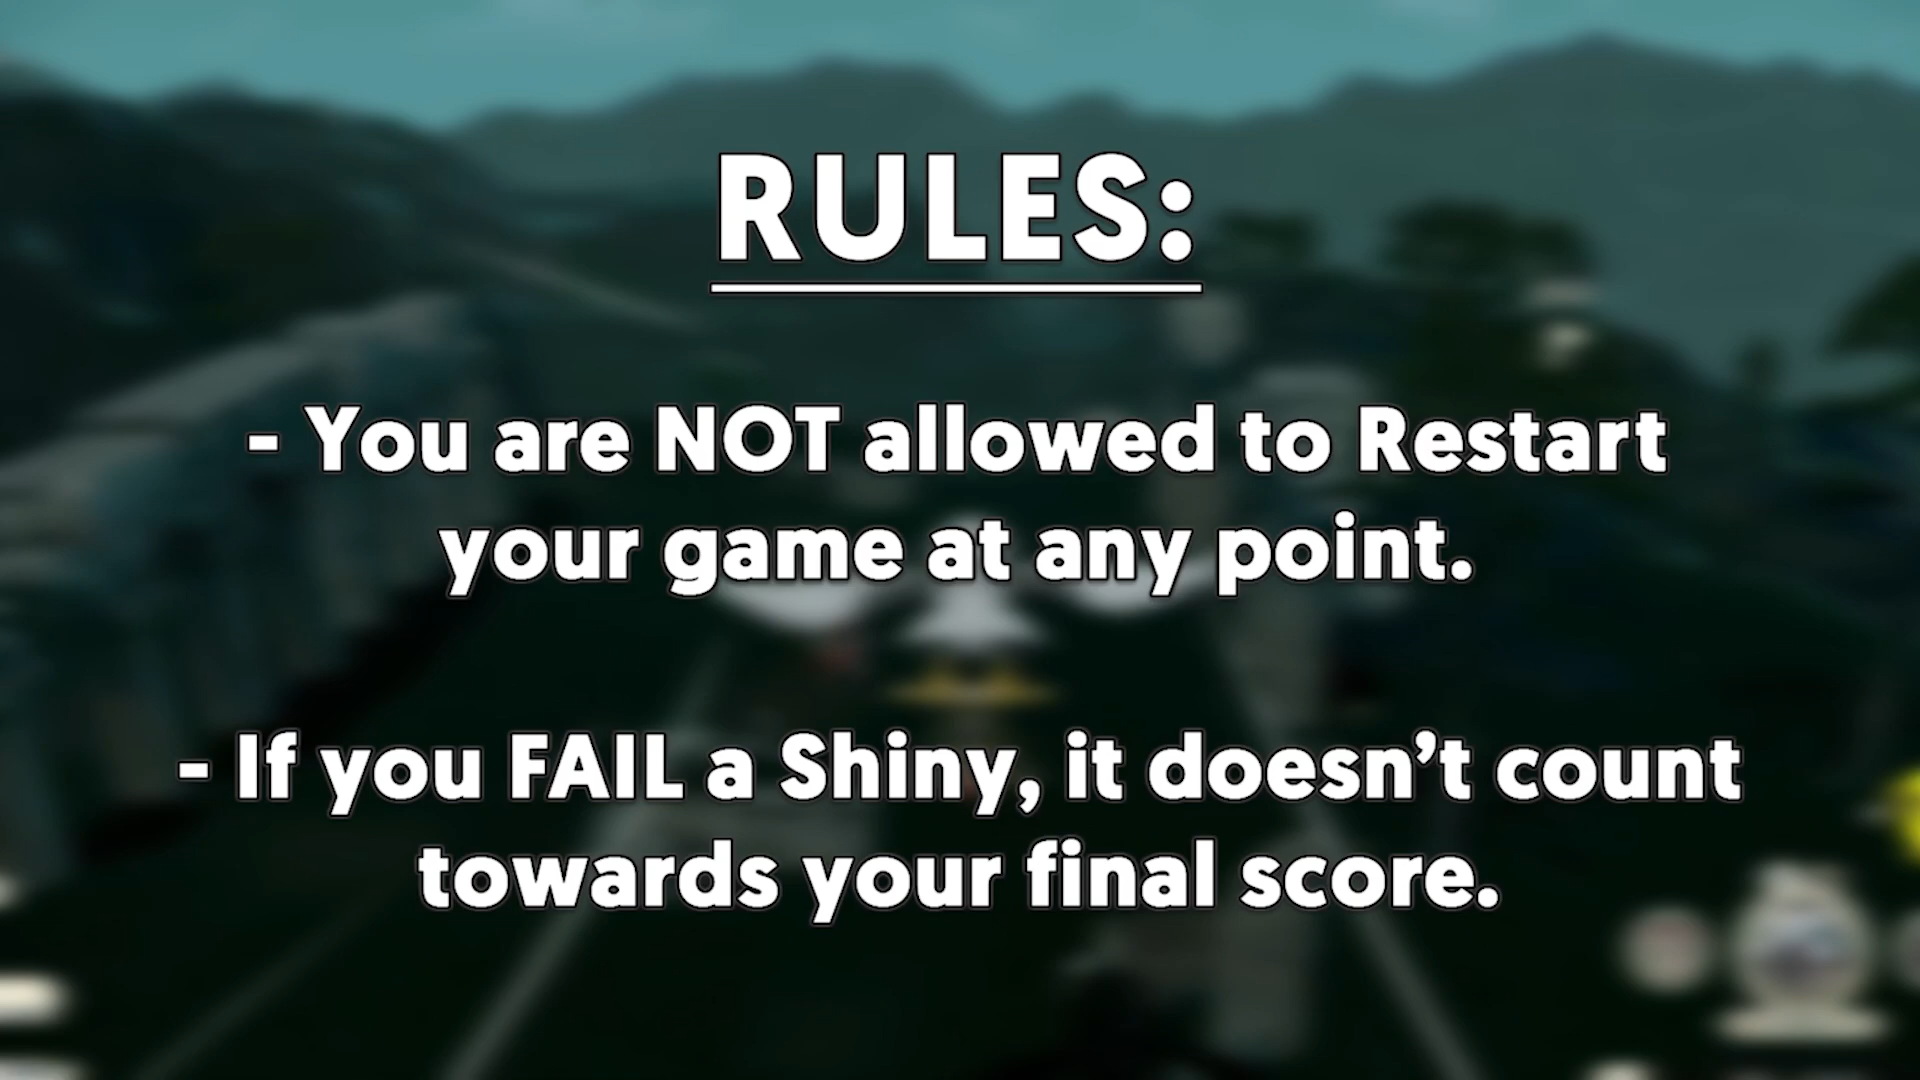 RULES:
- You are NOT allowed to Restart
your game at any point.
- If you FAIL a Shiny, it doesn’t count
towards your final score.